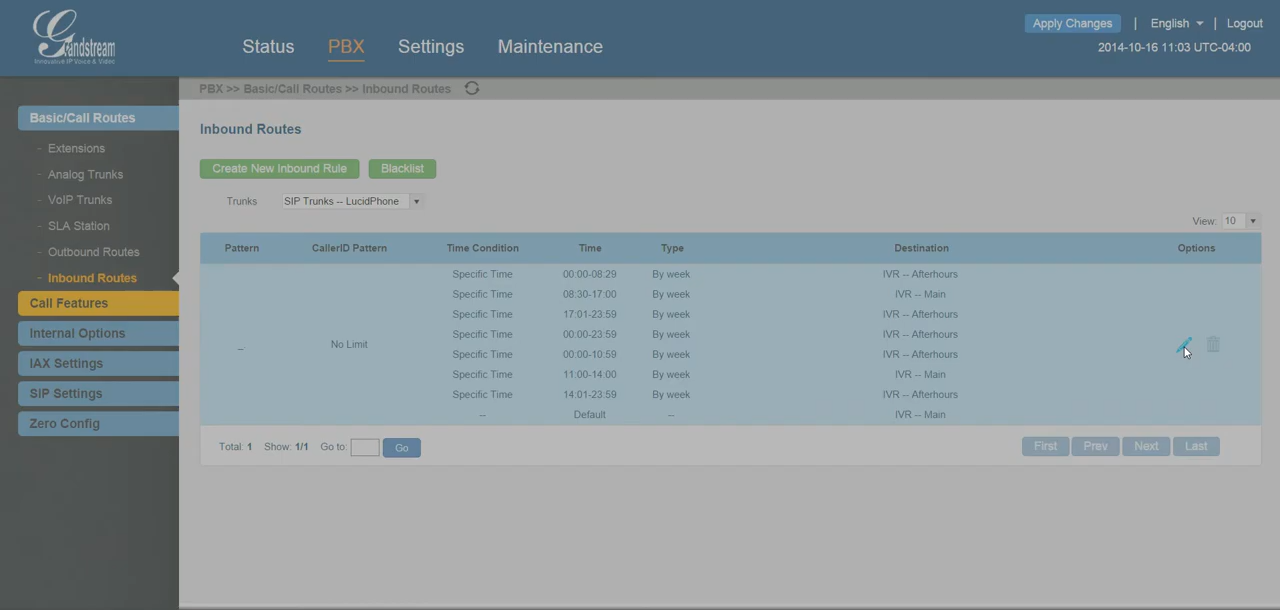 Grandstream
Innovative IP Voice & Video
Status
PBX
Settings
Maintenance
Apply Changes | English | Logout
2014-10-16 11:03 UTC-04:00
PBX >> Basic/Call Routes >> Inbound Routes
Basic/Call Routes
- Extensions
- Analog Trunks
- VoIP Trunks
- SLA Station
- Outbound Routes
- Inbound Routes
Call Features
Internal Options
IAX Settings
SIP Settings
Zero Config
Inbound Routes
Create New Inbound Rule
Blacklist
Trunks SIP Trunks -- LucidPhone
View: 10
Pattern CallerID Pattern Time Condition Time Type Destination Options
Specific Time 00:00-08:29 By week IVR -- Afterhours
Specific Time 08:30-17:00 By week IVR -- Main
Specific Time 17:01-23:59 By week IVR -- Afterhours
Specific Time 00:00-23:59 By week IVR -- Afterhours
_ No Limit
Specific Time 00:00-10:59 By week IVR -- Afterhours
Specific Time 11:00-14:00 By week IVR -- Main
Specific Time 14:01-23:59 By week IVR -- Afterhours
-- Default -- IVR -- Main
Total: 1 Show: 1/1 Go to: Go
First Prev Next Last